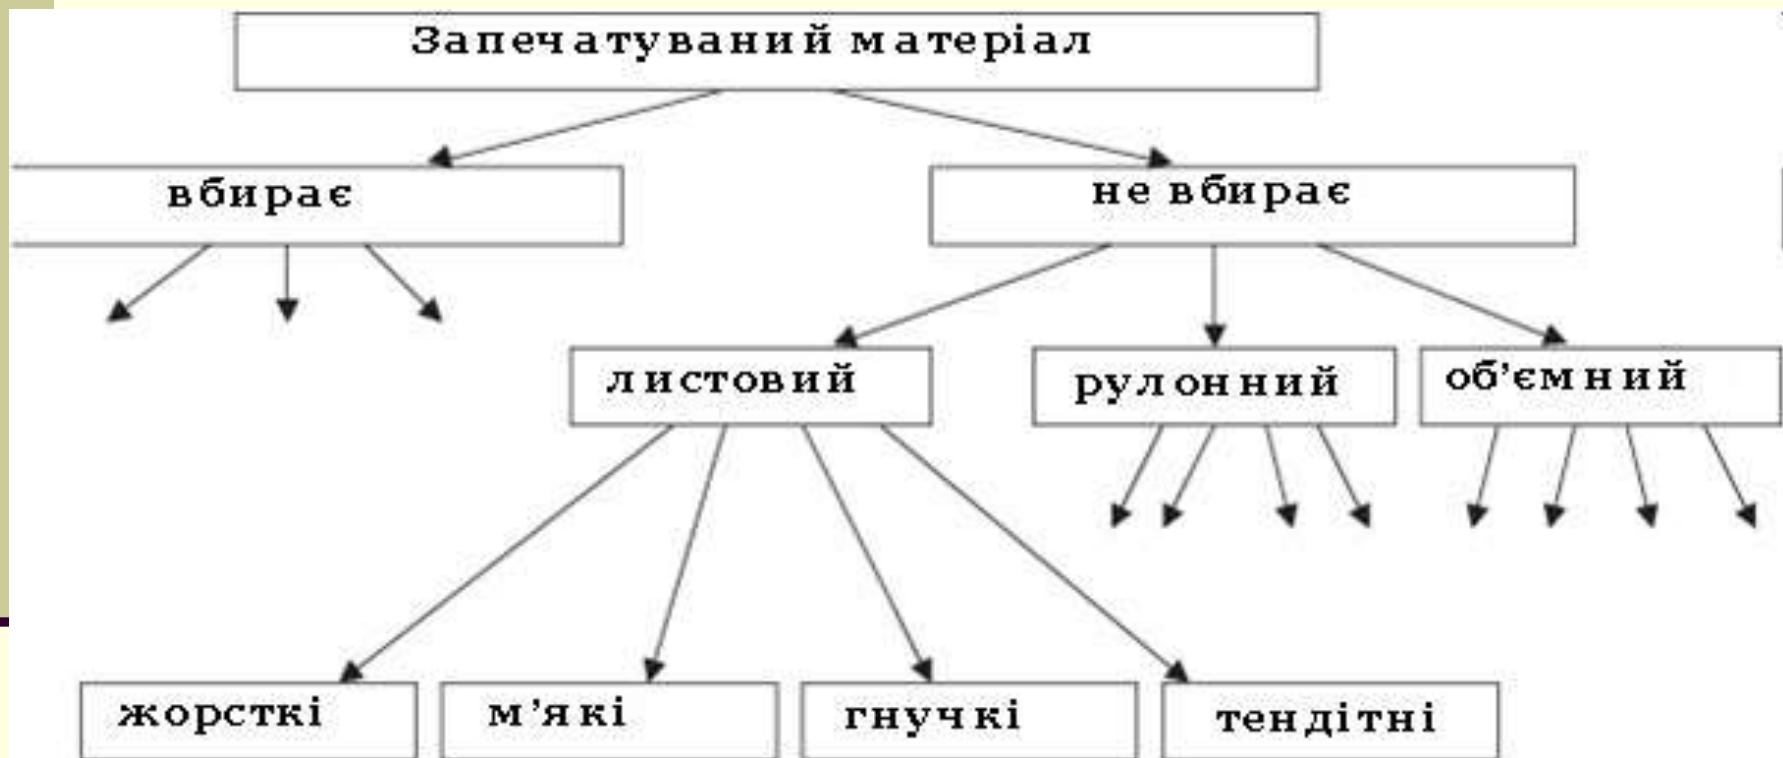 Запечатуваний матеріал
вбирає
не вбирає
листовий
рулонний
об’ємний
жорсткі
м’які
гнучкі
тендітні